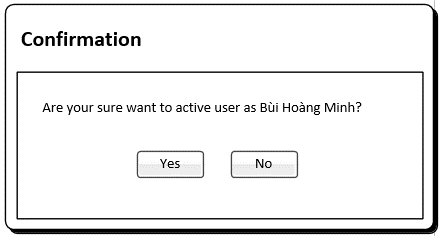 Confirmation
Are your sure want to active user as Bùi Hoàng Minh?
Yes No